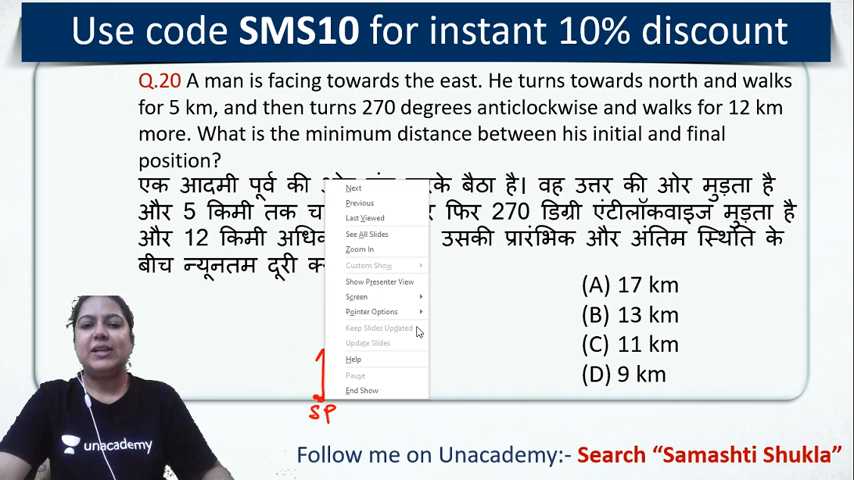 Use code SMS10 for instant 10% discount
Q.20 A man is facing towards the east. He turns towards north and walks
for 5 km, and then turns 270 degrees anticlockwise and walks for 12 km
more. What is the minimum distance between his initial and final
position?
एक आदमी पूर्व की करके बैठा है। वह उत्तर की ओर मुड़ता है
और 5 किमी तक फिर 270 डिग्री एंटीलॉकवाइज मुड़ता है
और 12 किमी उसकी प्रारंभिक और अंतिम स्थिति के
बीच न्यूनतम दूरी
Next
Previous
Last Viewed
See All Slides
Zoom In
Custom Show
Show Presenter View
Screen
Pointer Options
Keep Slides Updated
Update Slides
Help
Pause
End Show
(A) 17 km
(B) 13 km
(C) 11 km
(D) 9 km
SP
unacademy
Follow me on Unacademy:- Search “Samashti Shukla”